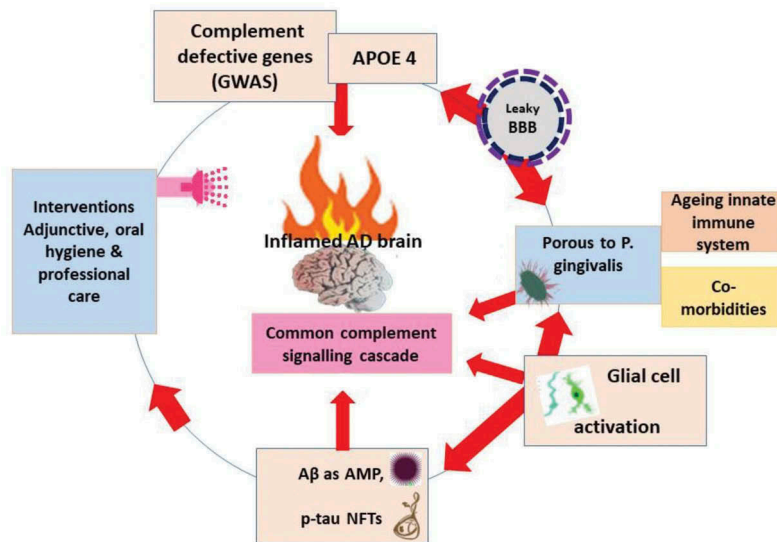 Complement
defective genes
(GWAS)
APOE 4
Leaky
BBB
Interventions
Adjunctive, oral
hygiene &
professional
care
Inflamed AD brain
Porous to P.
gingivalis
Ageing innate
immune
system
Co-
morbidities
Common complement
signalling cascade
Glial cell
activation
Aβ as AMP,
p-tau NFTs